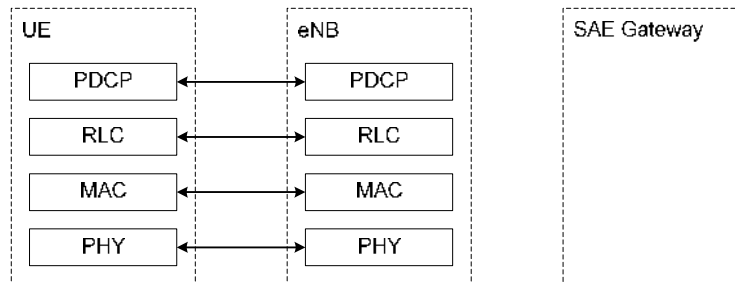 UE
eNB
SAE Gateway
PDCP
PDCP
RLC
RLC
MAC
MAC
PHY
PHY